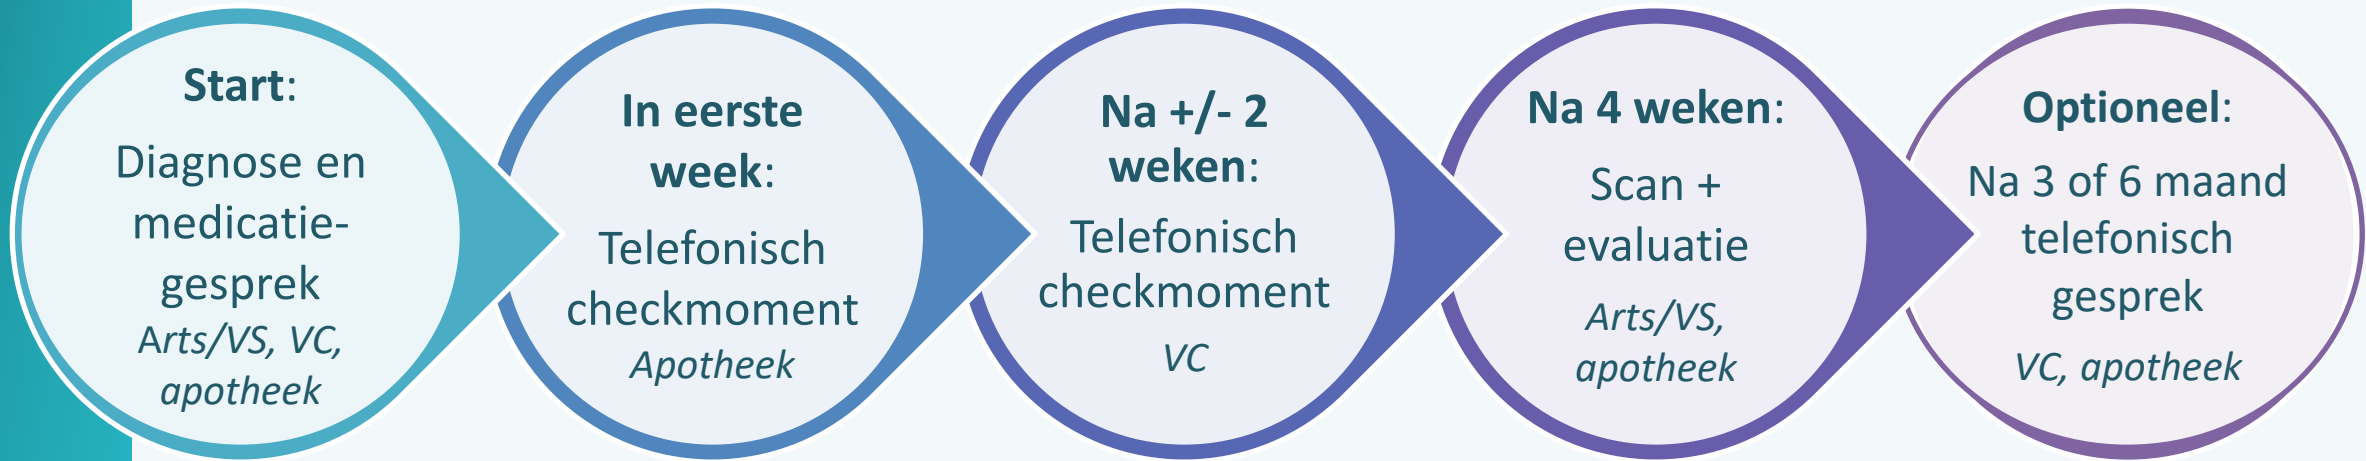 Start:
Diagnose en
medicatie-
gesprek
Arts/VS, VC,
apotheek
In eerste
week:
Telefonisch
checkmoment
Apotheek
Na +/- 2
weken:
Telefonisch
checkmoment
VC
Na 4 weken:
Scan +
evaluatie
Arts/VS,
apotheek
Optioneel:
Na 3 of 6 maand
telefonisch
gesprek
VC, apotheek